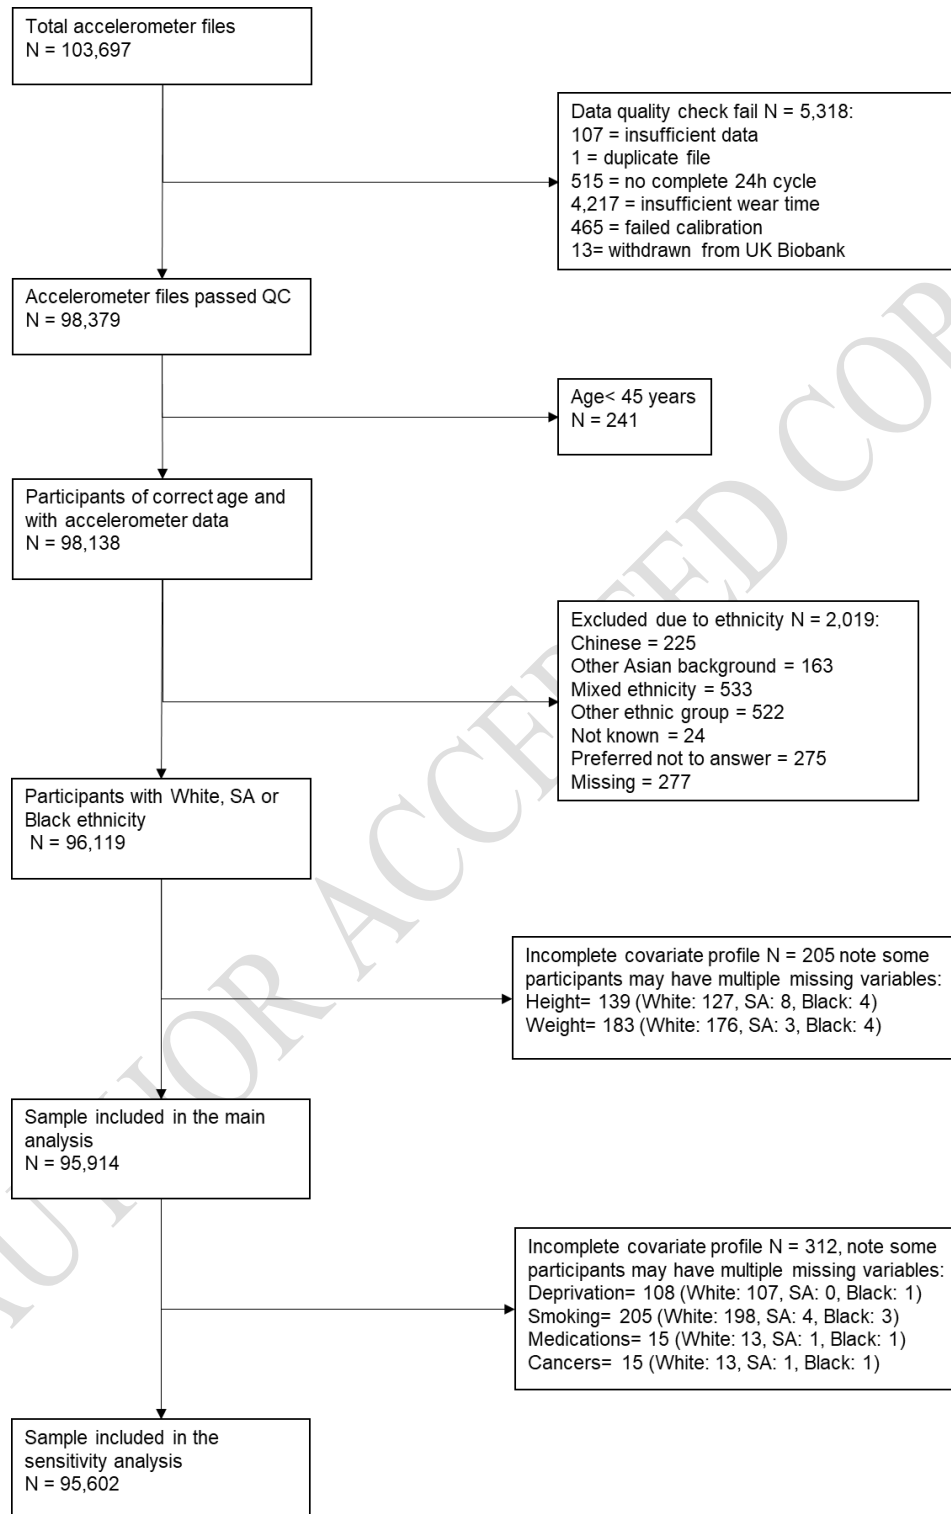 Total accelerometer files
N = 103,697
Data quality check fail N = 5,318:
107 = insufficient data
1 = duplicate file
515 = no complete 24h cycle
4,217 = insufficient wear time
465 = failed calibration
13= withdrawn from UK Biobank
Accelerometer files passed QC
N = 98,379
Age< 45 years
N = 241
Participants of correct age and
with accelerometer data
N = 98,138
Excluded due to ethnicity N = 2,019:
Chinese = 225
Other Asian background = 163
Mixed ethnicity = 533
Other ethnic group = 522
Not known = 24
Preferred not to answer = 275
Missing = 277
Participants with White, SA or
Black ethnicity
N = 96,119
Incomplete covariate profile N = 205 note some
participants may have multiple missing variables:
Height= 139 (White: 127, SA: 8, Black: 4)
Weight= 183 (White: 176, SA: 3, Black: 4)
Sample included in the main
analysis
N = 95,914
Incomplete covariate profile N = 312, note some
participants may have multiple missing variables:
Deprivation= 108 (White: 107, SA: 0, Black: 1)
Smoking= 205 (White: 198, SA: 4, Black: 3)
Medications= 15 (White: 13, SA: 1, Black: 1)
Cancers= 15 (White: 13, SA: 1, Black: 1)
Sample included in the
sensitivity analysis
N = 95,602
AUTHOR ACCEPTED COP